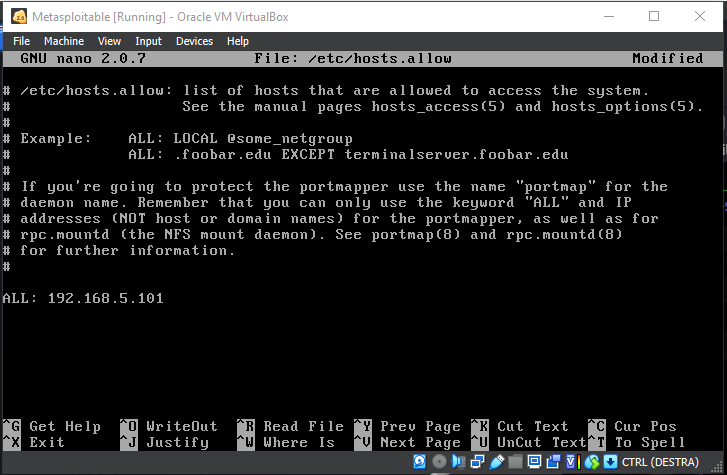 Metasploitable [Running] - Oracle VM VirtualBox
File Machine View Input Devices Help
GNU nano 2.0.7 File: /etc/hosts.allow Modified
# /etc/hosts.allow: list of hosts that are allowed to access the system.
# See the manual pages hosts_access(5) and hosts_options(5).
#
# Example: ALL: LOCAL @some_netgroup
# ALL: .foobar.edu EXCEPT terminalserver.foobar.edu
#
# If you're going to protect the portmapper use the name "portmap" for the
# daemon name. Remember that you can only use the keyword "ALL" and IP
# addresses (NOT host or domain names) for the portmapper, as well as for
# rpc.mountd (the NFS mount daemon). See portmap(8) and rpc.mountd(8)
# for further information.
#
ALL: 192.168.5.101
^G Get Help ^O WriteOut ^R Read File ^Y Prev Page ^K Cut Text ^C Cur Pos
^X Exit ^J Justify ^W Where Is ^V Next Page ^U UnCut Text ^T To Spell
CTRL (DESTRA)